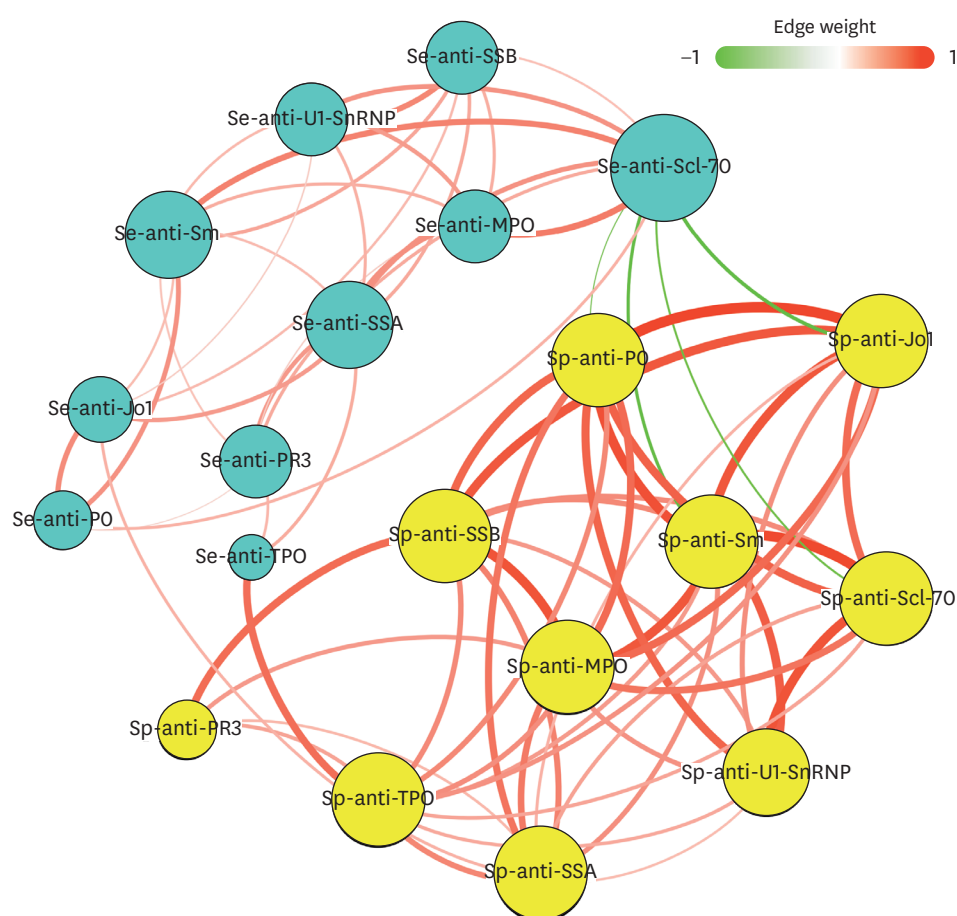 Edge weight
−1
1
Se-anti-SSB
Se-anti-U1-SnRNP
Se-anti-Scl-70
Se-anti-MPO
Se-anti-Sm
Se-anti-SSA
Sp-anti-Jo1
Sp-anti-P0
Se-anti-Jo1
Se-anti-PR3
Se-anti-P0
Sp-anti-SSB
Sp-anti-Sm
Se-anti-TPO
Sp-anti-Scl-70
Sp-anti-MPO
Sp-anti-PR3
Sp-anti-U1-SnRNP
Sp-anti-TPO
Sp-anti-SSA